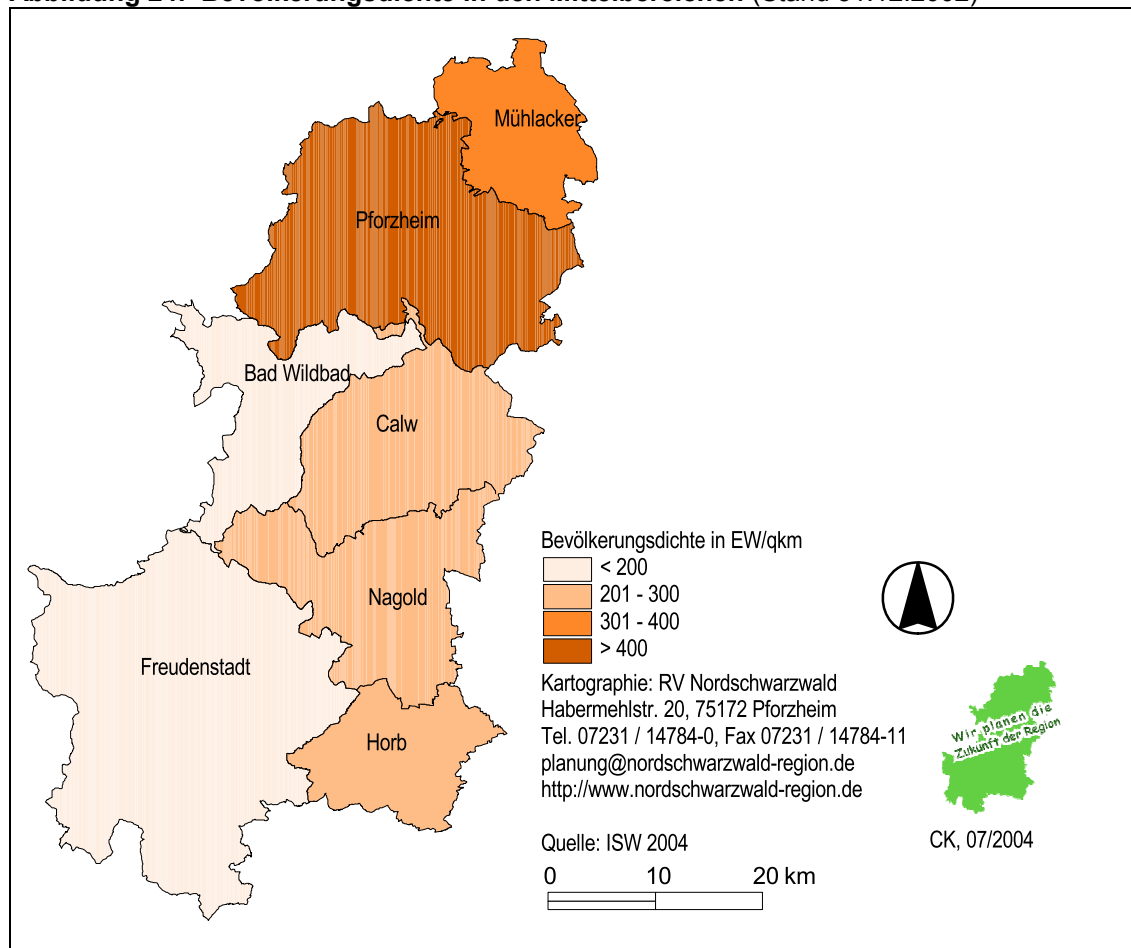 Mühlacker
Pforzheim
Bad Wildbad
Calw
Nagold
Freudenstadt
Horb
Bevölkerungsdichte in EW/qkm
< 200
201 - 300
301 - 400
> 400
Kartographie: RV Nordschwarzwald
Habermehlstr. 20, 75172 Pforzheim
Tel. 07231 / 14784-0, Fax 07231 / 14784-11
planung@nordschwarzwald-region.de
http://www.nordschwarzwald-region.de
Wir planen die
Zukunft der Region
Quelle: ISW 2004
CK, 07/2004
0 10 20 km